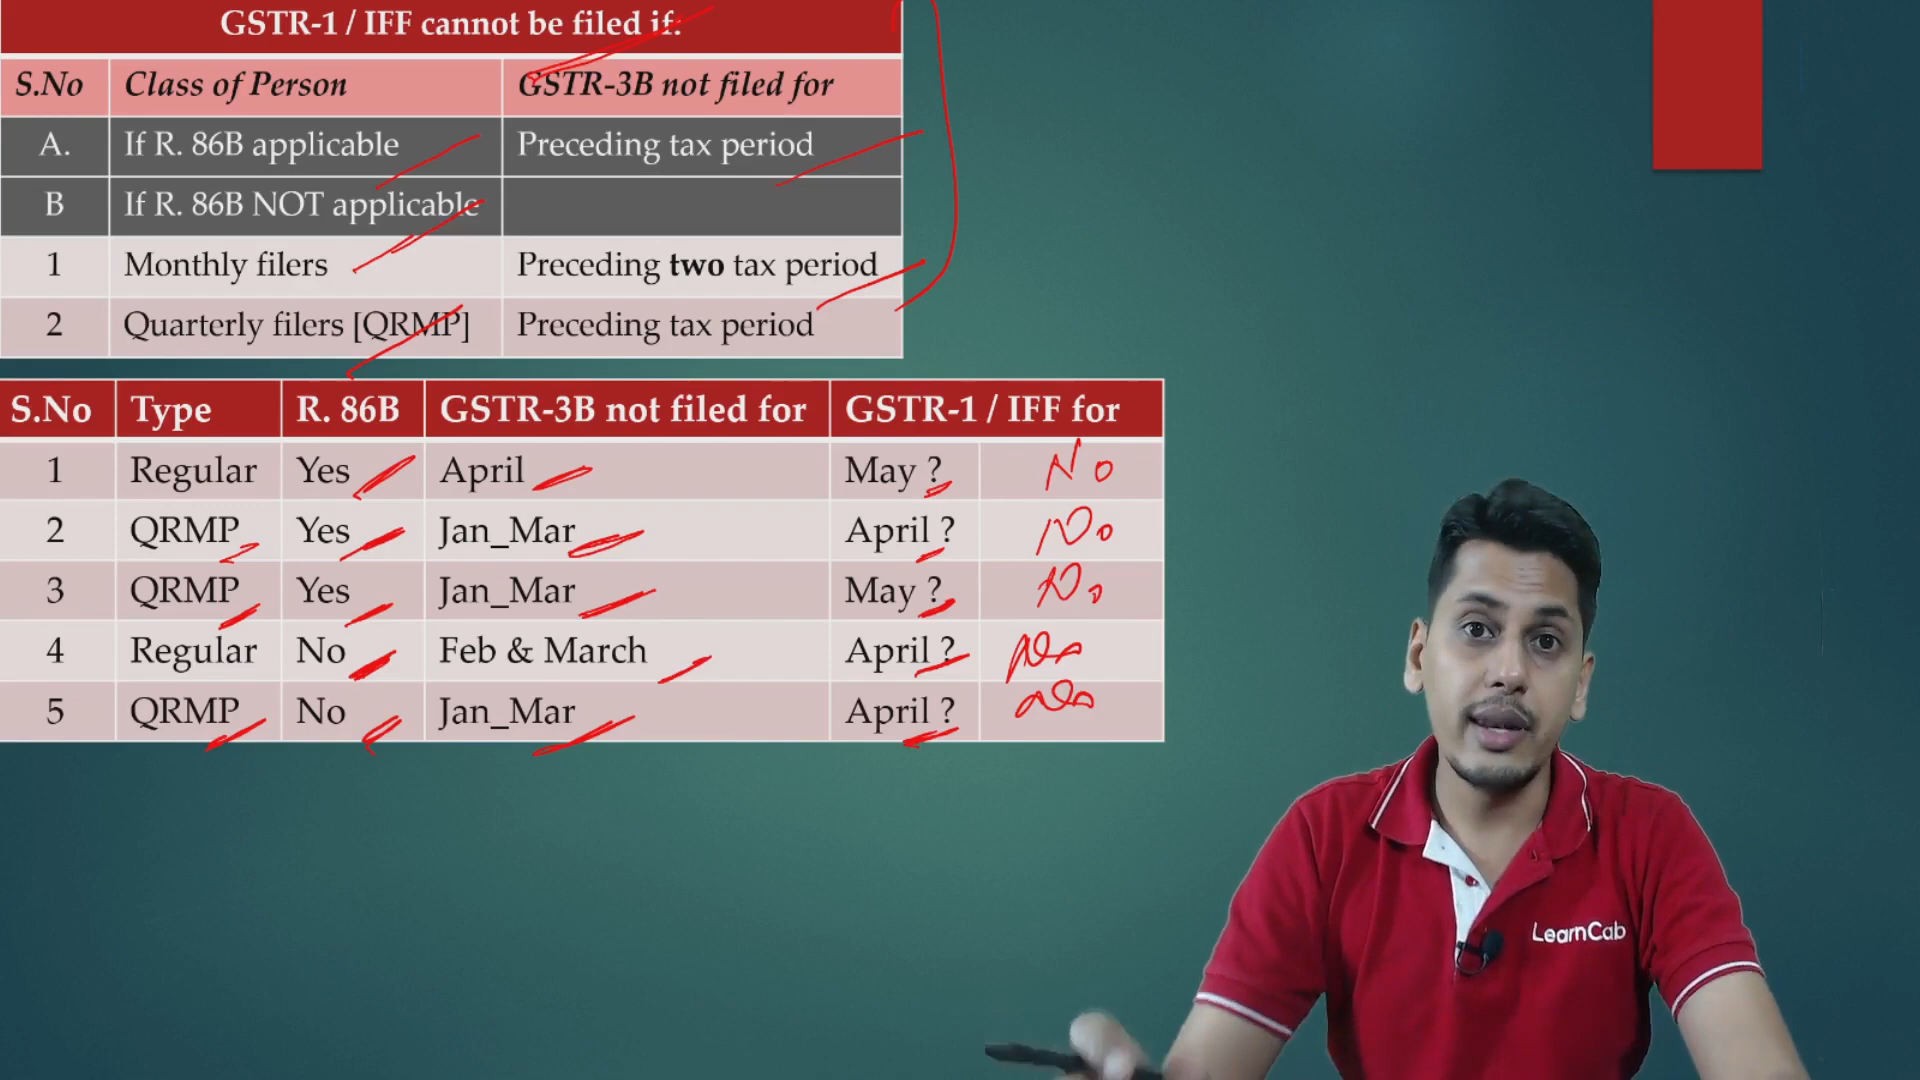 GSTR-1 / IFF cannot be filed if:
S.No Class of Person GSTR-3B not filed for
A. If R. 86B applicable Preceding tax period
B If R. 86B NOT applicable
1 Monthly filers Preceding two tax period
2 Quarterly filers [QRMP] Preceding tax period
S.No Type R. 86B GSTR-3B not filed for GSTR-1 / IFF for
1 Regular Yes April May ? No
2 QRMP Yes Jan_Mar April ? No
3 QRMP Yes Jan_Mar May ? No
4 Regular No Feb & March April ?
5 QRMP No Jan_Mar April ?
LearnCab